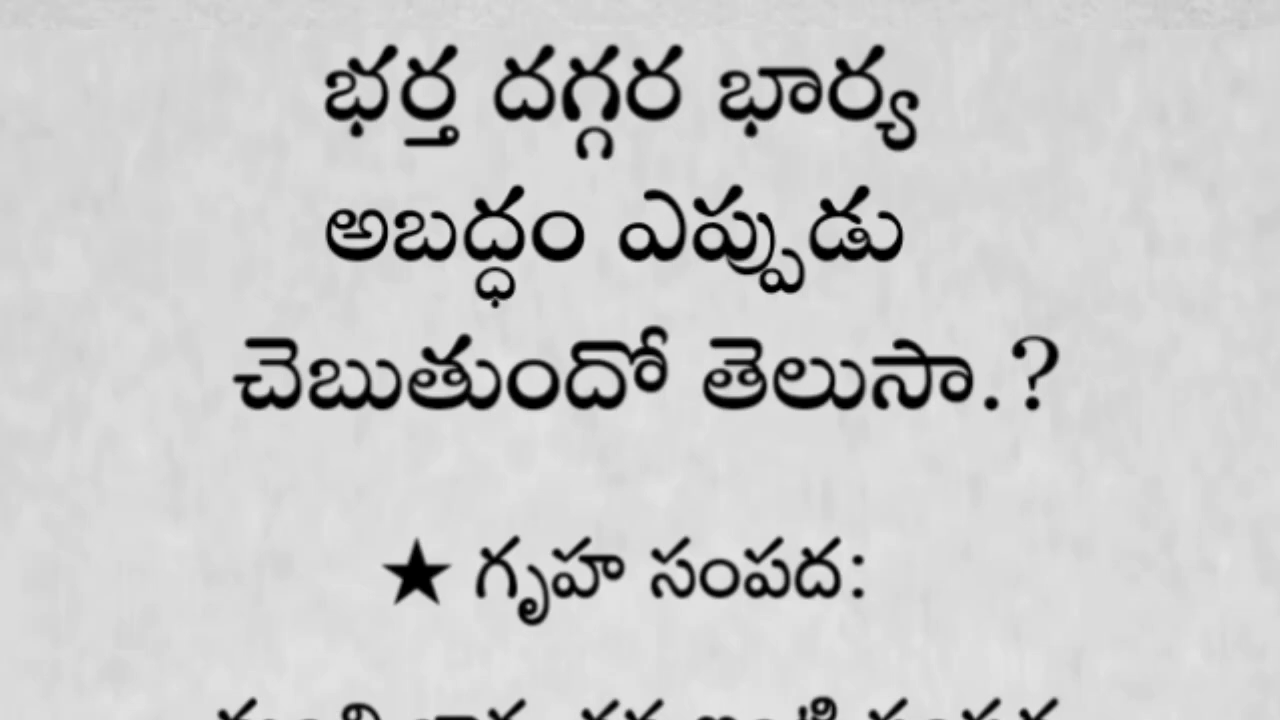 భర్త దగ్గర భార్య
అబద్ధం ఎప్పుడు
చెబుతుందో తెలుసా.?
★ గృహ సంపద: